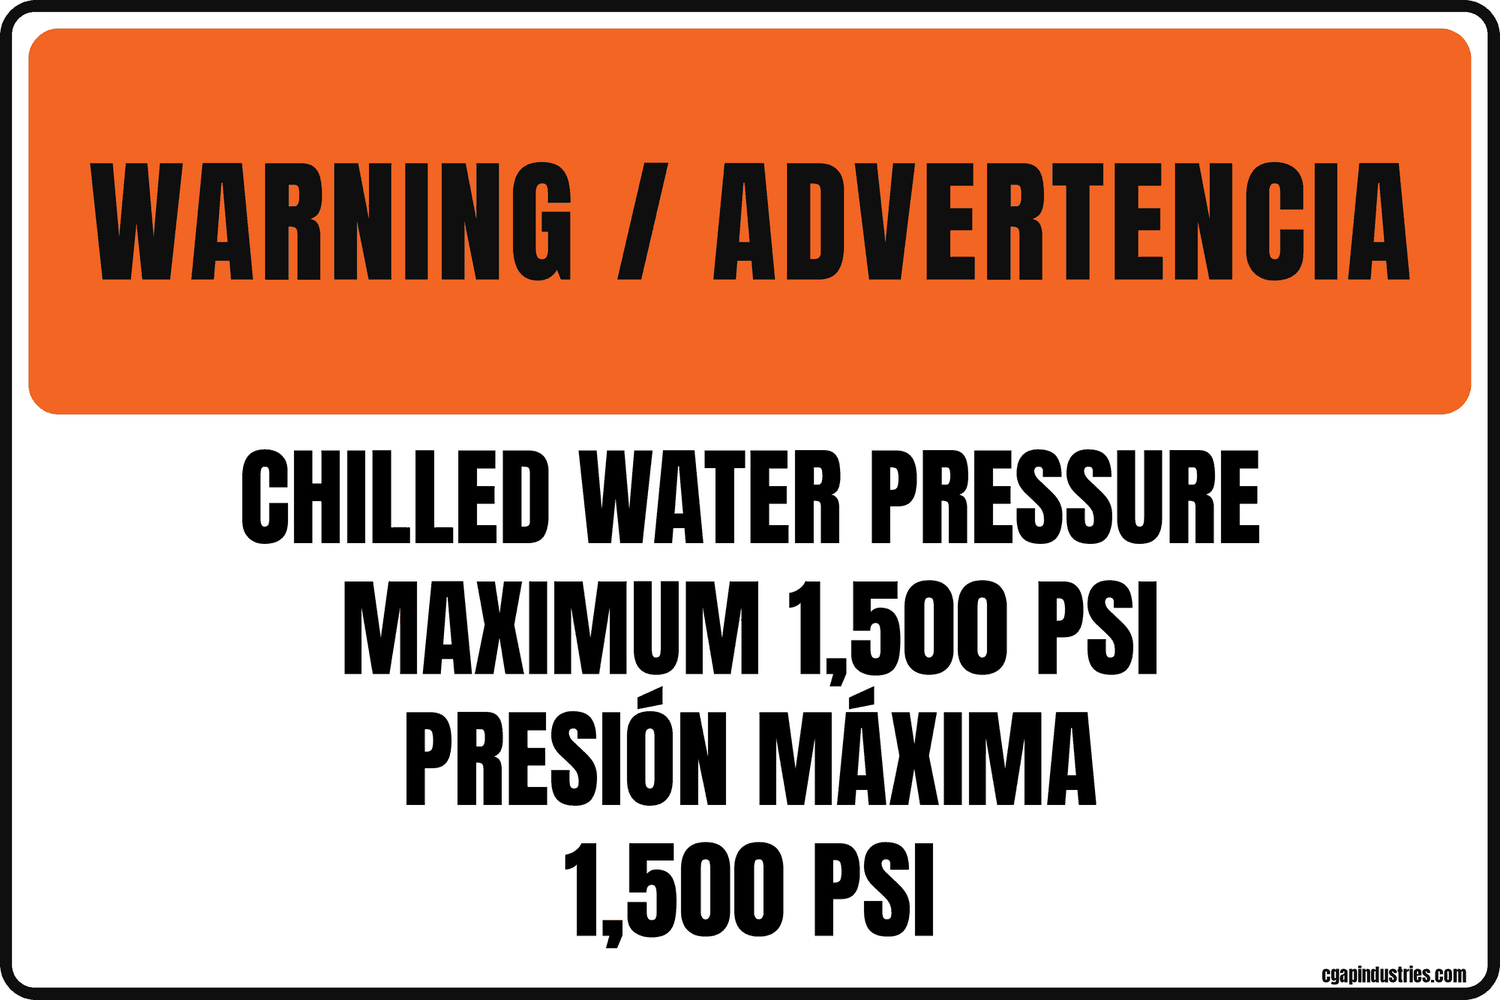 WARNING / ADVERTENCIA
CHILLED WATER PRESSURE
MAXIMUM 1,500 PSI
PRESIÓN MÁXIMA
1,500 PSI
cgapindustries.com